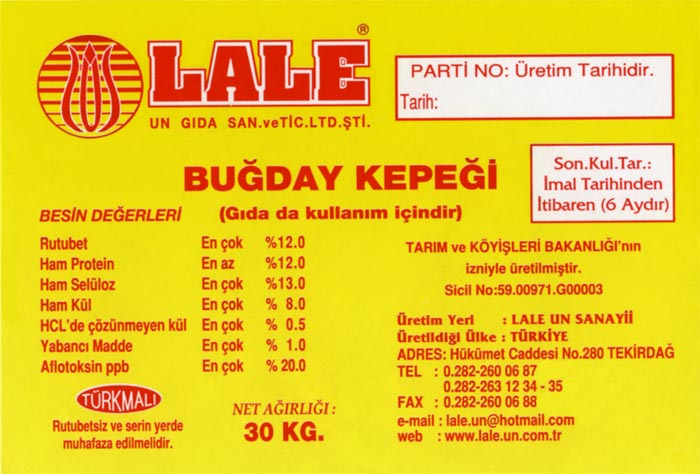 LALE®
UN GIDA SAN.veTİC.LTD.ŞTİ.
PARTİ NO: Üretim Tarihidir.
Tarih:
BUĞDAY KEPEĞİ
(Gıda da kullanım içindir)
Son.Kul.Tar.:
İmal Tarihinden
İtibaren (6 Aydır)
BESİN DEĞERLERİ
Rutubet En çok %12.0
Ham Protein En az %12.0
Ham Selüloz En çok %13.0
Ham Kül En çok % 8.0
HCL'de çözünmeyen kül En çok % 0.5
Yabancı Madde En çok % 1.0
Aflotoksin ppb En çok % 20.0
TÜRKMALI
Rutubetsiz ve serin yerde
muhafaza edilmelidir.
NET AĞIRLIĞI :
30 KG.
TARIM ve KÖYİŞLERİ BAKANLIĞI'nın
izniyle üretilmiştir.
Sicil No:59.00971.G00003
Üretim Yeri : LALE UN SANAYİİ
Üretildiği Ülke : TÜRKİYE
ADRES: Hükümet Caddesi No.280 TEKİRDAĞ
TEL : 0.282-260 06 87
0.282-263 12 34 - 35
FAX : 0.282-260 06 88
e-mail : lale.un@hotmail.com
web : www.lale.un.com.tr